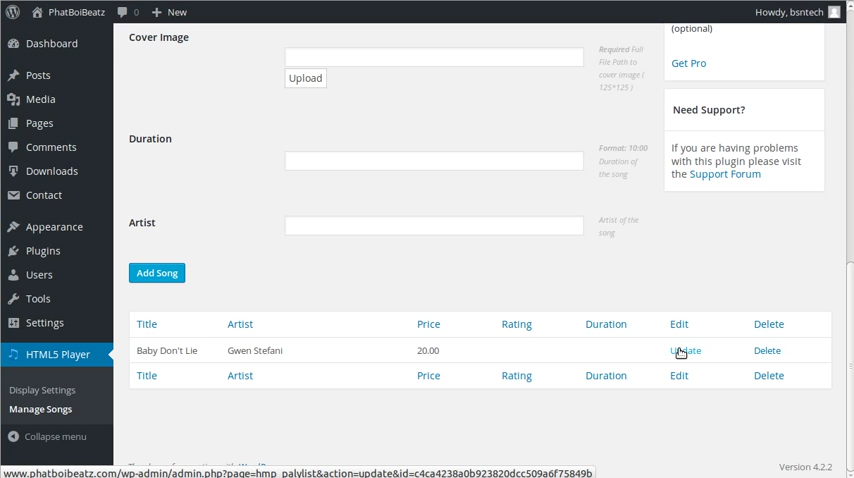 PhatBoiBeatz 0 New Howdy, bsntech
Dashboard
Posts
Media
Pages
Comments
Downloads
Contact
Appearance
Plugins
Users
Tools
Settings
HTML5 Player
Display Settings
Manage Songs
Collapse menu
Cover Image
Upload
Required Full
File Path to
cover image (
125*125 )
Duration
Format: 10:00
Duration of
the song
Artist
Artist of the
song
Add Song
(optional)
Get Pro
Need Support?
If you are having problems
with this plugin please visit
the Support Forum
Title Artist Price Rating Duration Edit Delete
Baby Don't Lie Gwen Stefani 20.00 Update Delete
Title Artist Price Rating Duration Edit Delete
Version 4.2.2
www.phatboibeatz.com/wp-admin/admin.php?page=hmp_palylist&action=update&id=c4ca4238a0b923820dcc509a6f75849b